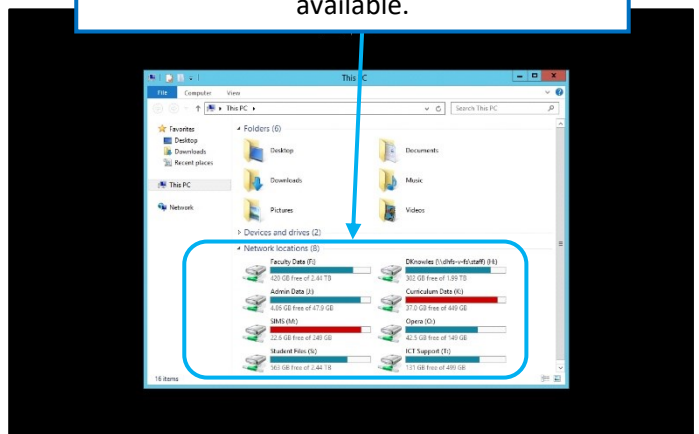 available.
This PC
File Computer View
This PC Search This PC
Favorites
Desktop
Downloads
Recent places
This PC
Network
Folders (6)
Desktop Documents
Downloads Music
Pictures Videos
Devices and drives (2)
Network locations (8)
Faculty Data (F:) DKnowles (\\dhfs-v-fs\staff) (H:)
420 GB free of 2.44 TB 302 GB free of 1.99 TB
Admin Data (J:) Curriculum Data (K:)
4.06 GB free of 47.9 GB 37.0 GB free of 449 GB
SIMS (M:) Opera (O:)
22.6 GB free of 249 GB 42.5 GB free of 149 GB
Student Files (S:) ICT Support (T:)
563 GB free of 2.44 TB 131 GB free of 499 GB
16 items